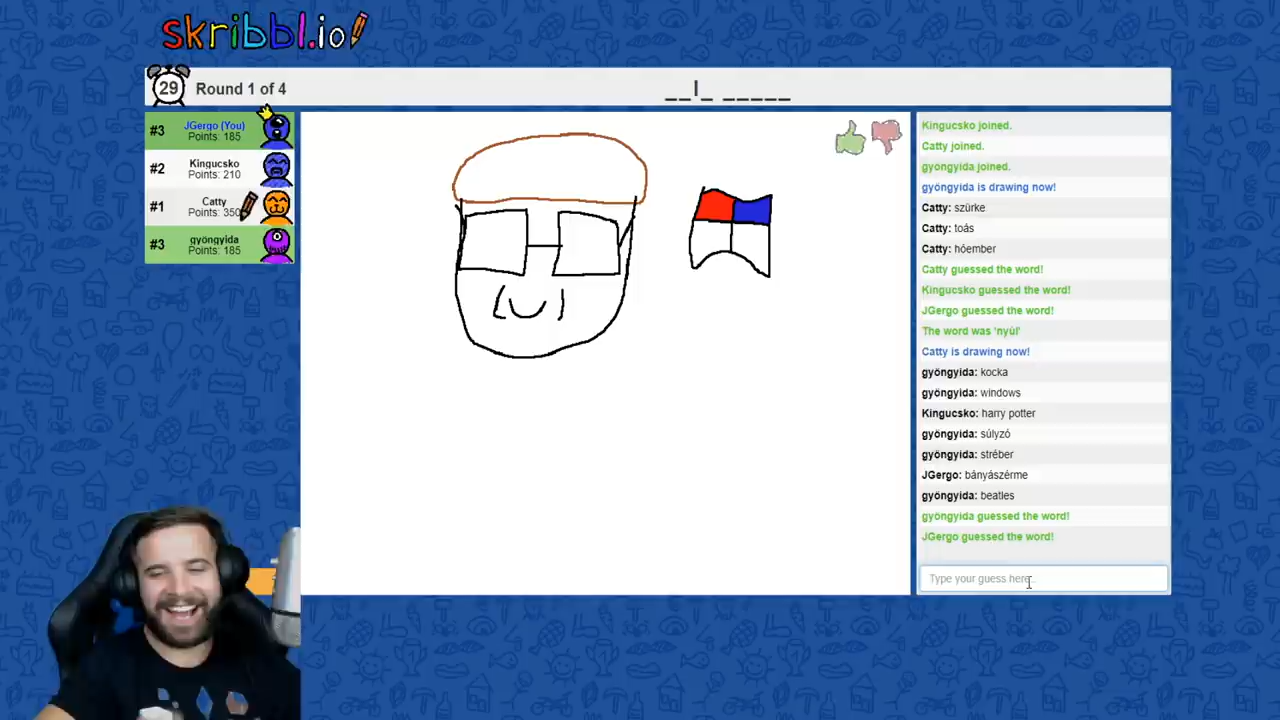 skribbl.io
29
Round 1 of 4
__l_ _____
#3
JGergo (You)
Points: 185
#2
Kingucsko
Points: 210
#1
Catty
Points: 350
#3
gyöngyida
Points: 185
Kingucsko joined.
Catty joined.
gyöngyida joined.
gyöngyida is drawing now!
Catty: szürke
Catty: toás
Catty: hóember
Catty guessed the word!
Kingucsko guessed the word!
JGergo guessed the word!
The word was 'nyúl'
Catty is drawing now!
gyöngyida: kocka
gyöngyida: windows
Kingucsko: harry potter
gyöngyida: súlyzó
gyöngyida: stréber
JGergo: bányászérme
gyöngyida: beatles
gyöngyida guessed the word!
JGergo guessed the word!
Type your guess here...